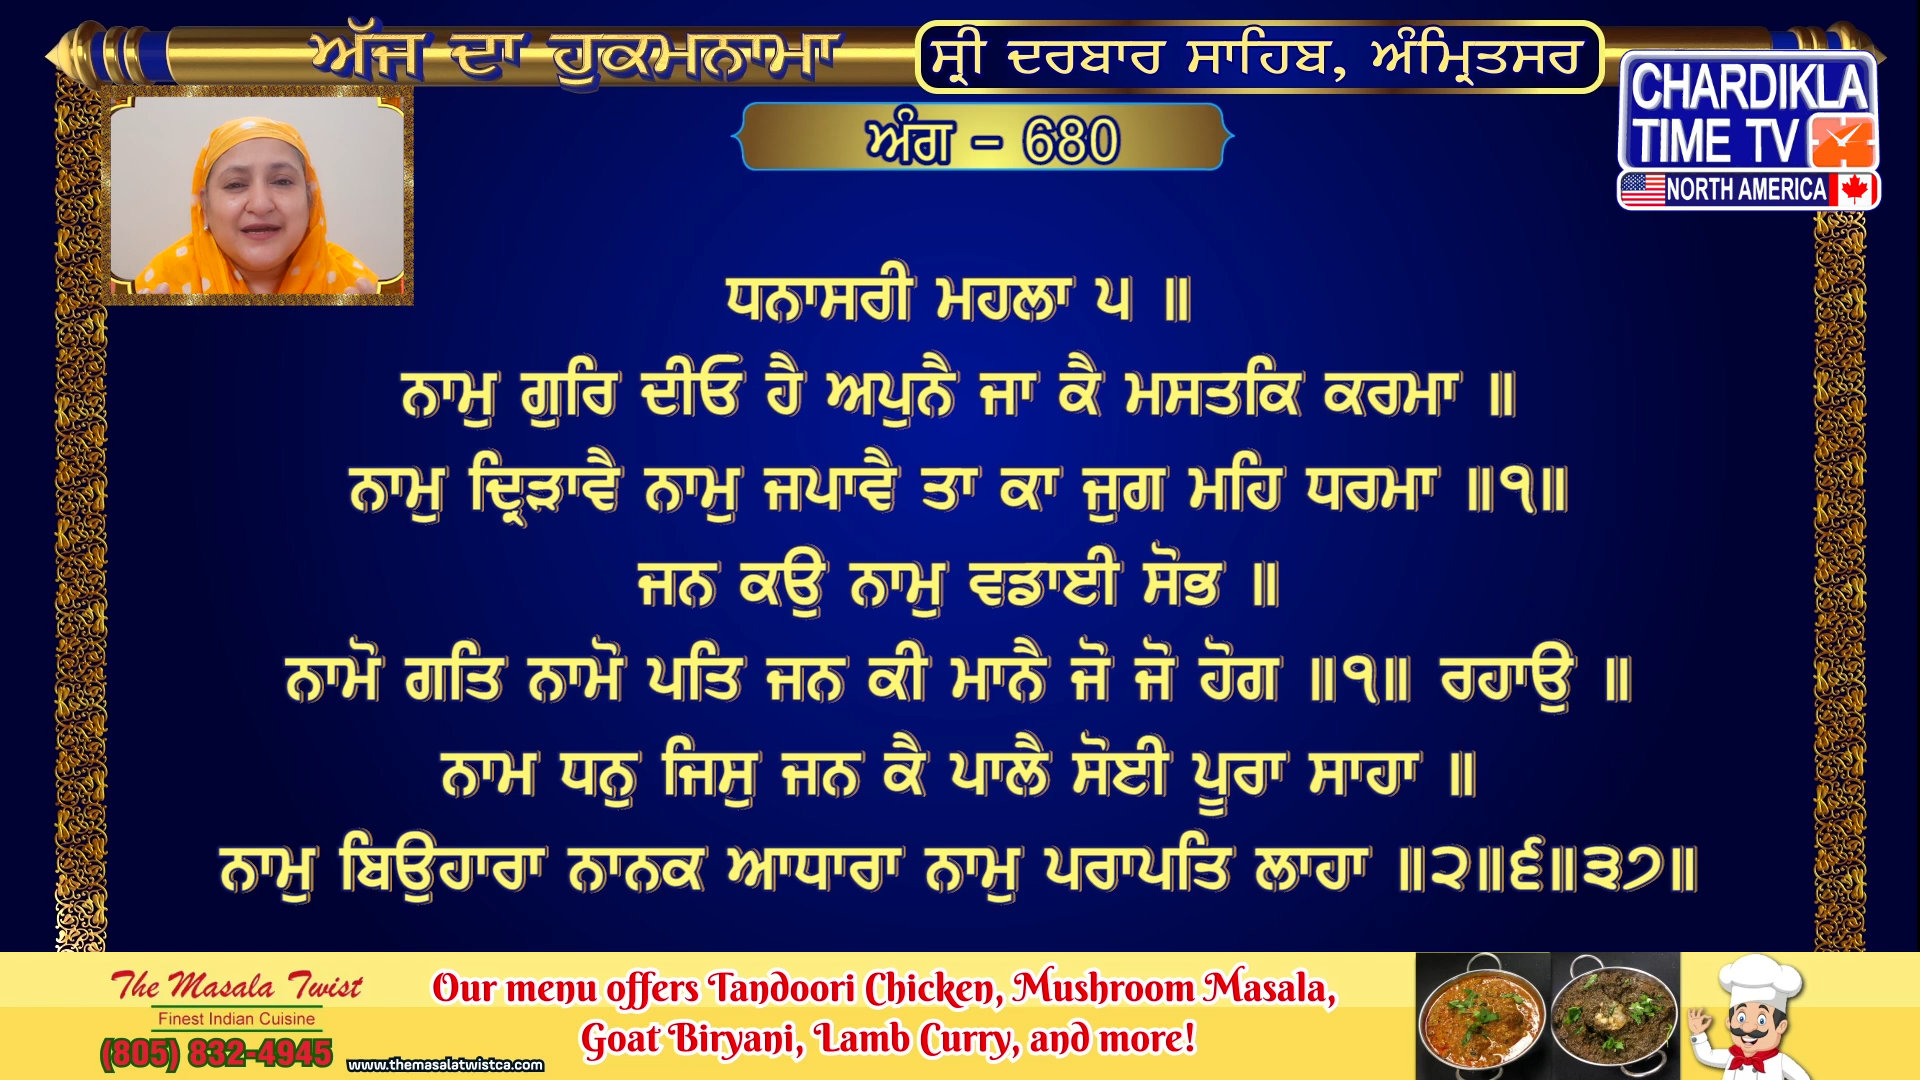 ਅੱਜ ਦਾ ਹੁਕਮਨਾਮਾ
ਸ੍ਰੀ ਦਰਬਾਰ ਸਾਹਿਬ, ਅੰਮ੍ਰਿਤਸਰ
CHARDIKLA
TIME TV
NORTH AMERICA
ਅੰਗ - 680
ਧਨਾਸਰੀ ਮਹਲਾ ੫ ॥
ਨਾਮੁ ਗੁਰਿ ਦੀਓ ਹੈ ਅਪੁਨੈ ਜਾ ਕੈ ਮਸਤਕਿ ਕਰਮਾ ॥
ਨਾਮੁ ਦ੍ਰਿੜਾਵੈ ਨਾਮੁ ਜਪਾਵੈ ਤਾ ਕਾ ਜੁਗ ਮਹਿ ਧਰਮਾ ॥੧॥
ਜਨ ਕਉ ਨਾਮੁ ਵਡਾਈ ਸੋਭ ॥
ਨਾਮੋ ਗਤਿ ਨਾਮੋ ਪਤਿ ਜਨ ਕੀ ਮਾਨੈ ਜੋ ਜੋ ਹੋਗ ॥੧॥ ਰਹਾਉ ॥
ਨਾਮ ਧਨੁ ਜਿਸੁ ਜਨ ਕੈ ਪਾਲੈ ਸੋਈ ਪੂਰਾ ਸਾਹਾ ॥
ਨਾਮੁ ਬਿਉਹਾਰਾ ਨਾਨਕ ਆਧਾਰਾ ਨਾਮੁ ਪਰਾਪਤਿ ਲਾਹਾ ॥੨॥੬॥੩੭॥
The Masala Twist
Finest Indian Cuisine
(805) 832-4945
www.themasalatwistca.com
Our menu offers Tandoori Chicken, Mushroom Masala,
Goat Biryani, Lamb Curry, and more!